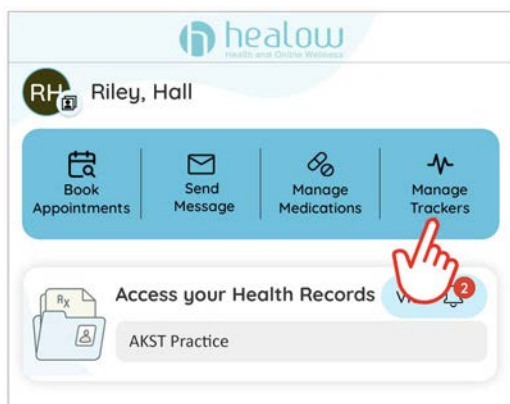 healow
Health and Online Wellness
RH
Riley, Hall
Book
Appointments
Send
Message
Manage
Medications
Manage
Trackers
Rx
Access your Health Records
2
AKST Practice